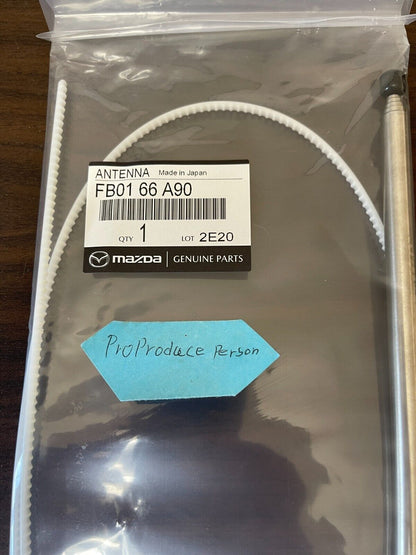 ANTENNA Made in Japan
FB01 66 A90
QTY 1 LOT 2E20
mazda GENUINE PARTS
ProProduce Person